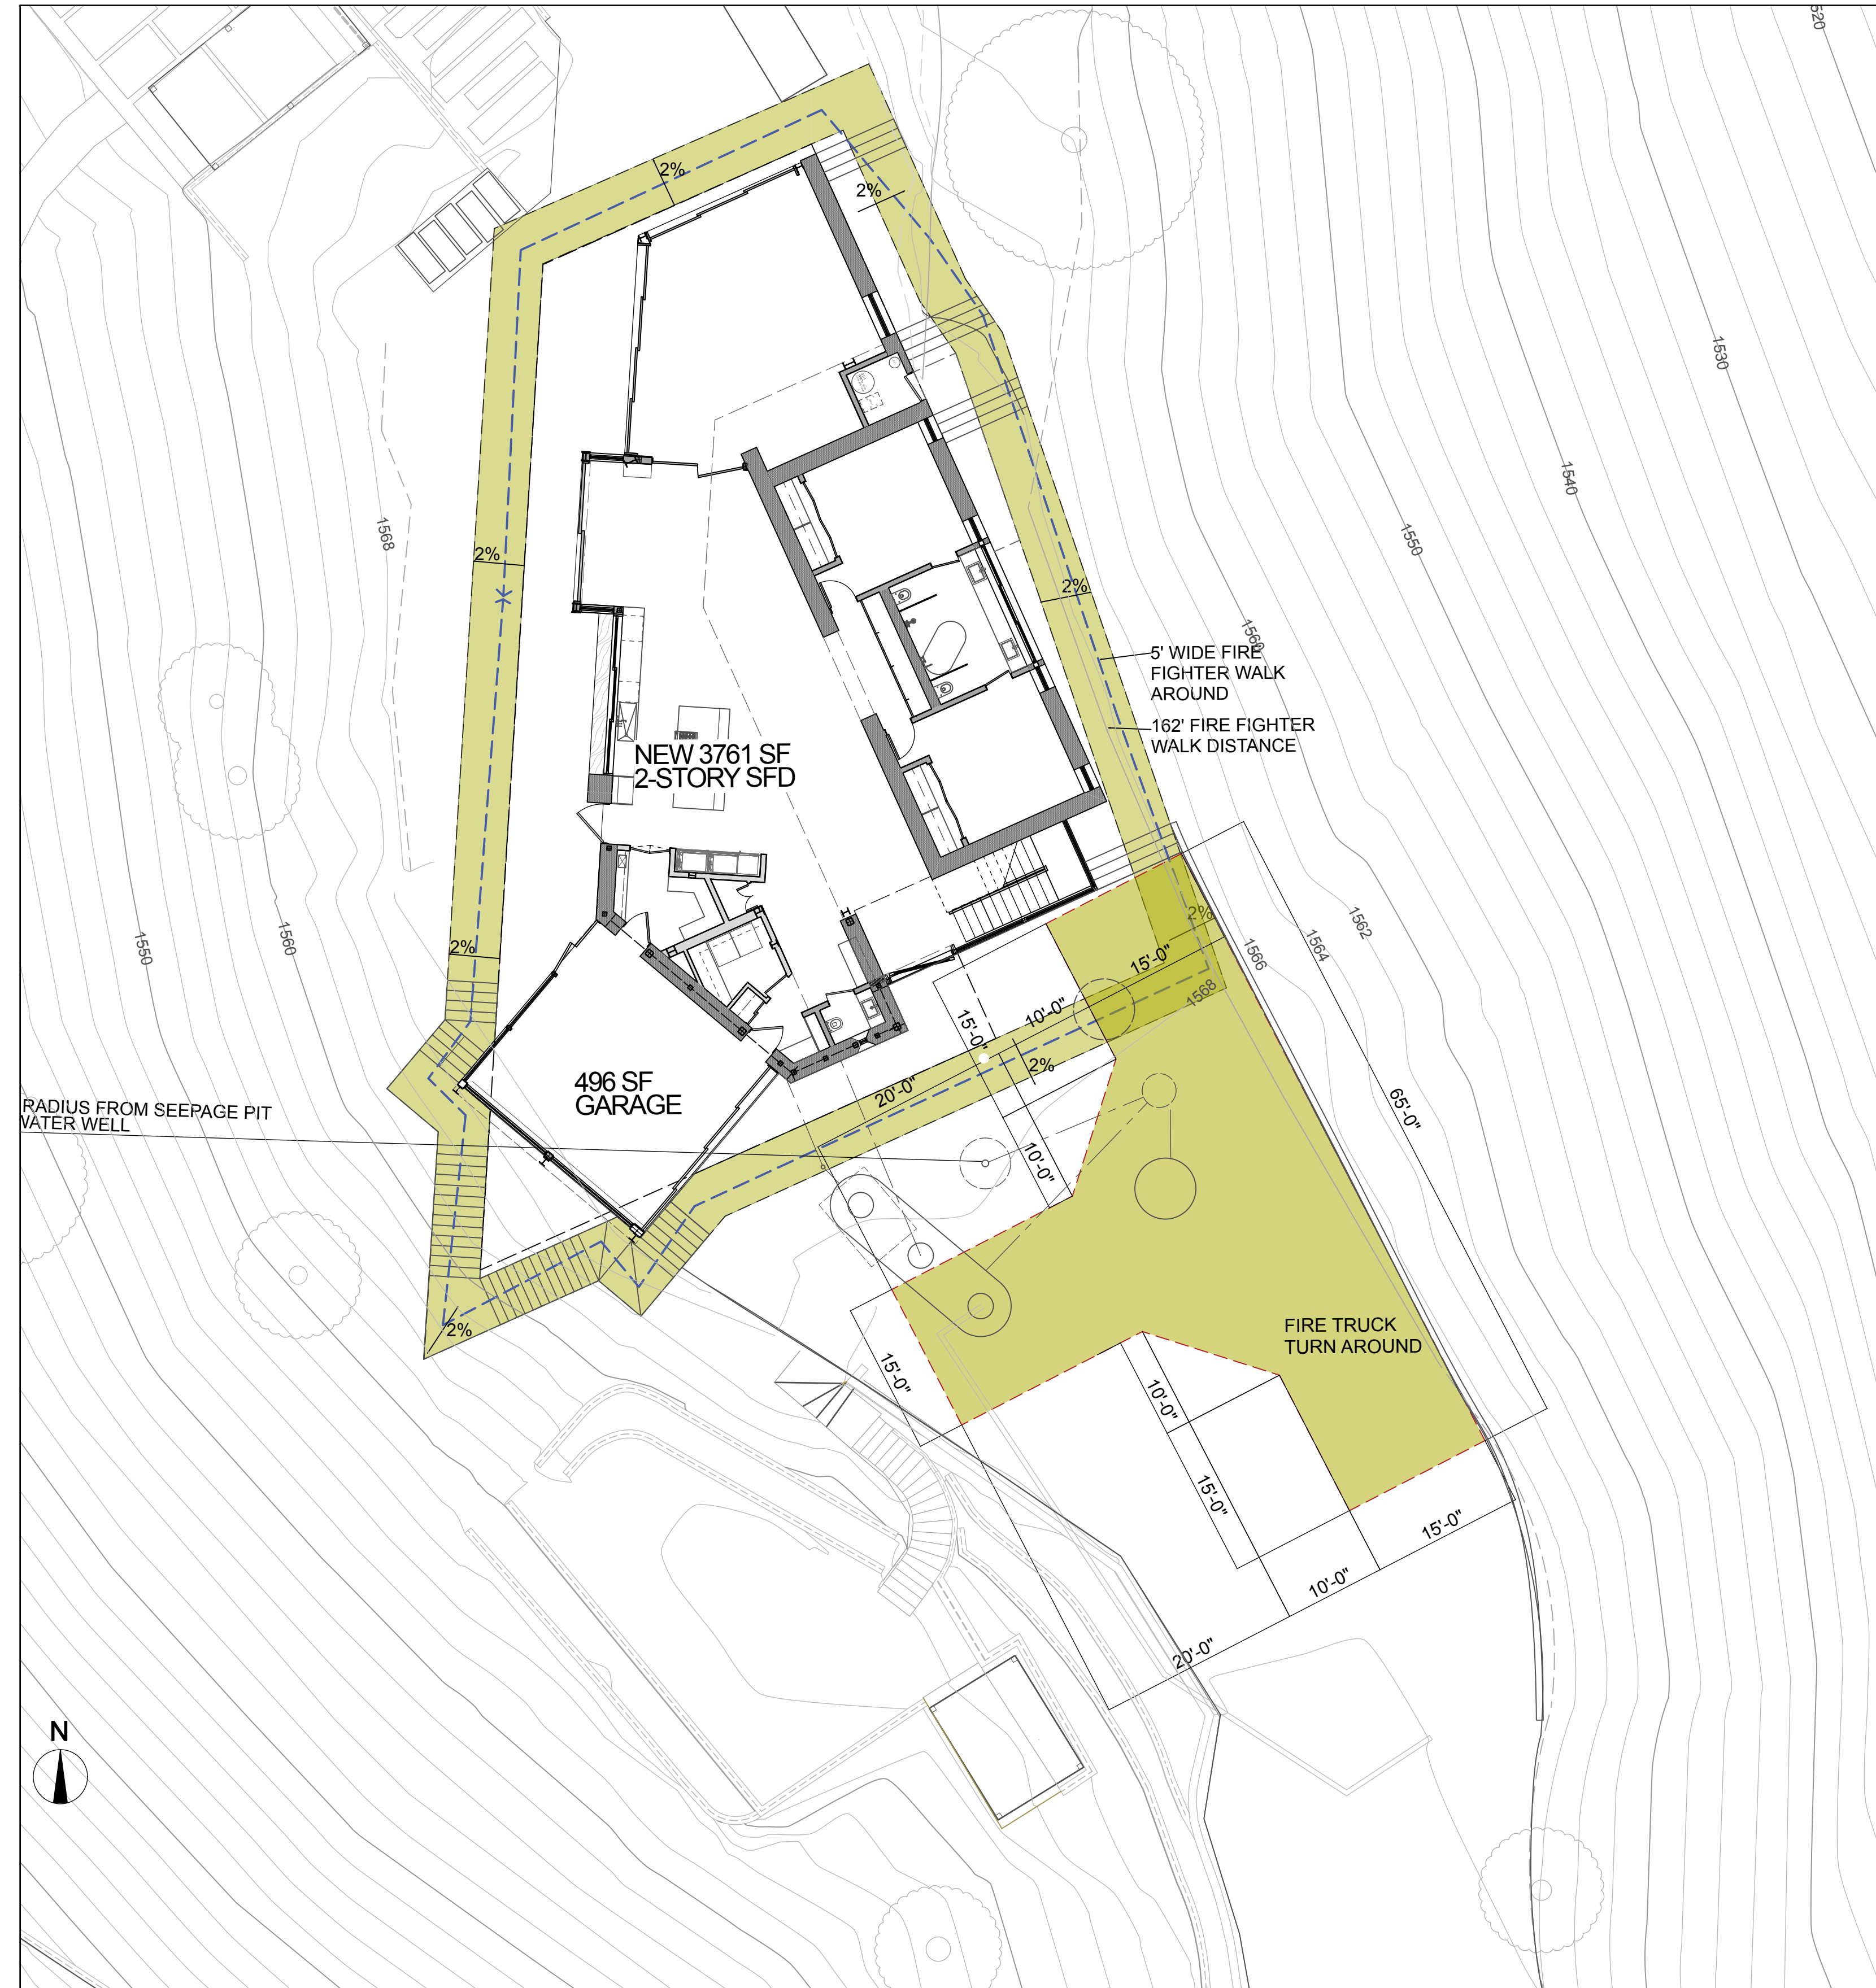 520
2%
2%
1530
1540
1568
1550
2%
2%
1560
5' WIDE FIRE
FIGHTER WALK
AROUND
162' FIRE FIGHTER
WALK DISTANCE
NEW 3761 SF
2-STORY SFD
1550
1560
2%
2%
1562
1564
1566
15'-0"
1568
10'-0"
15'-0"
2%
20'-0"
496 SF
GARAGE
65'-0"
RADIUS FROM SEEPAGE PIT
WATER WELL
10'-0"
2%
FIRE TRUCK
TURN AROUND
15'-0"
10'-0"
15'-0"
15'-0"
10'-0"
20'-0"
N